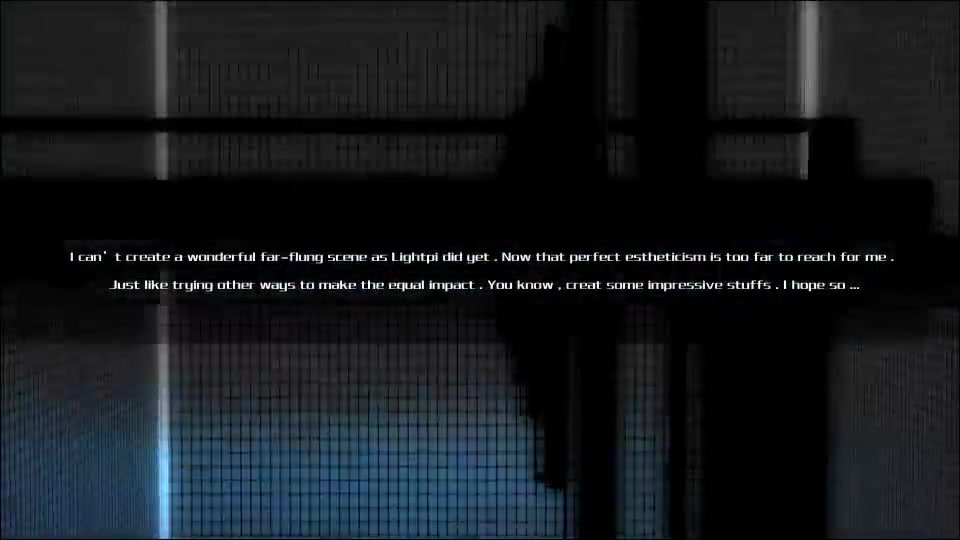 I can’t create a wonderful far-flung scene as Lightpi did yet . Now that perfect estheticism is too far to reach for me .
Just like trying other ways to make the equal impact . You know , creat some impressive stuffs . I hope so ...